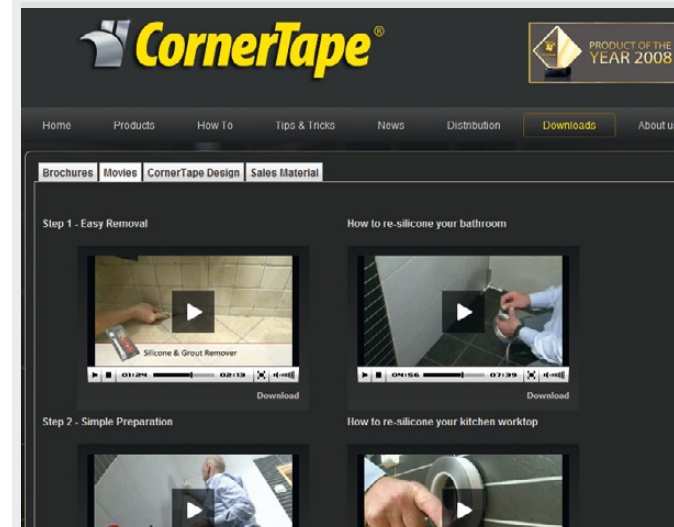 CornerTape®
PRODUCT OF THE
YEAR 2008
Home Products How To Tips & Tricks News Distribution Downloads About u
Brochures Movies CornerTape Design Sales Material
Step 1 - Easy Removal How to re-silicone your bathroom
Silicone & Grout Remover
01:24 02:13 04:56 07:39
Download Download
Step 2 - Simple Preparation How to re-silicone your kitchen worktop